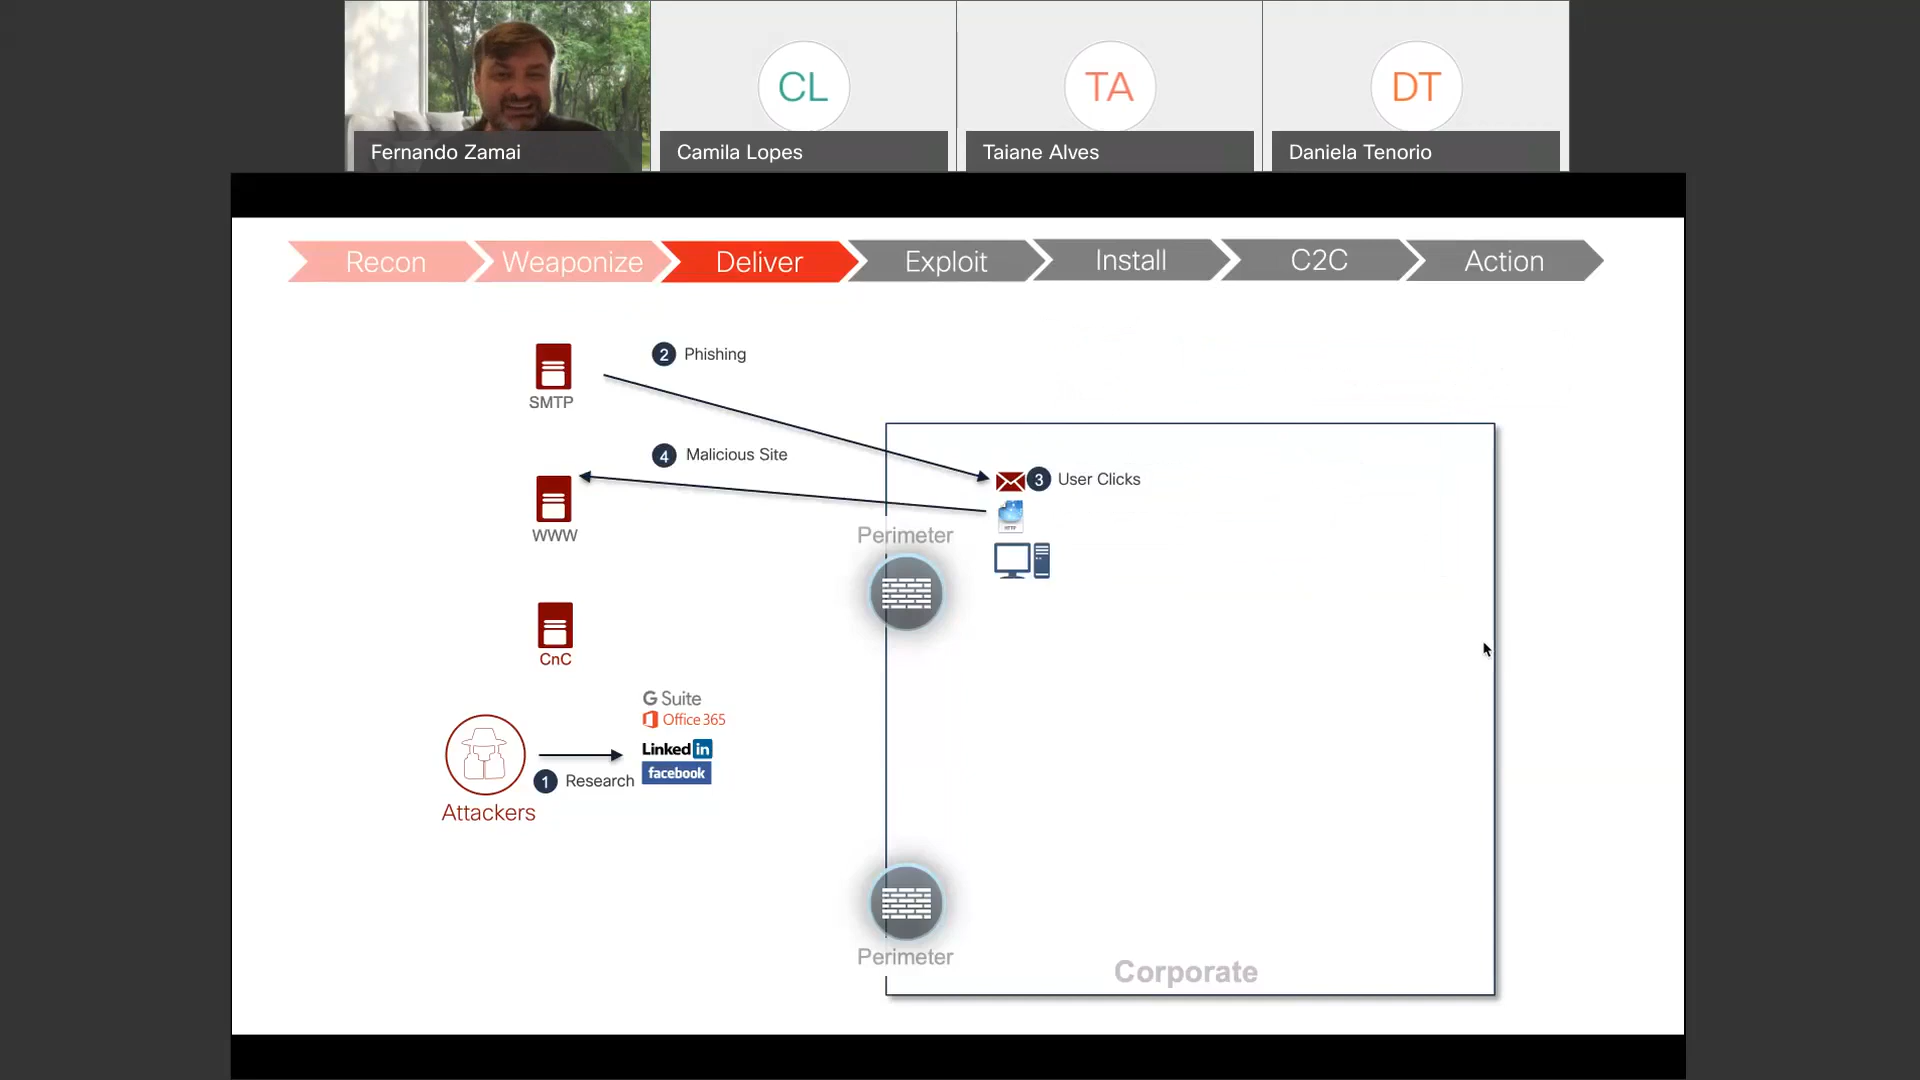 CL
TA
DT
Fernando Zamai
Camila Lopes
Taiane Alves
Daniela Tenorio
Recon
Weaponize
Deliver
Exploit
Install
C2C
Action
2 Phishing
SMTP
4 Malicious Site
3 User Clicks
WWW
HTTP
Perimeter
CnC
G Suite
Office 365
Linked in
facebook
1 Research
Attackers
Perimeter
Corporate